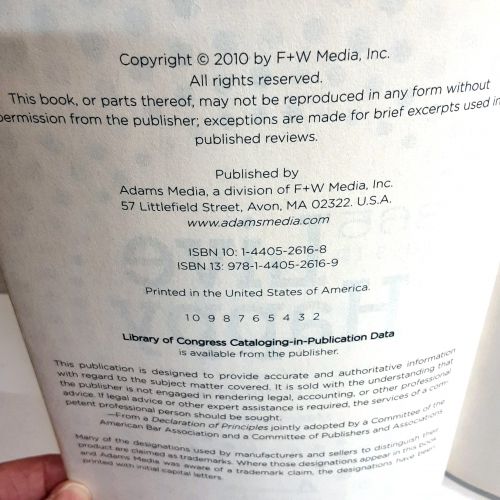 Copyright © 2010 by F+W Media, Inc.
All rights reserved.
This book, or parts thereof, may not be reproduced in any form without
permission from the publisher; exceptions are made for brief excerpts used in
published reviews.
Published by
Adams Media, a division of F+W Media, Inc.
57 Littlefield Street, Avon, MA 02322. U.S.A.
www.adamsmedia.com
ISBN 10: 1-4405-2616-8
ISBN 13: 978-1-4405-2616-9
Printed in the United States of America.
10 9 8 7 6 5 4 3 2
Library of Congress Cataloging-in-Publication Data
is available from the publisher.
This publication is designed to provide accurate and authoritative information
with regard to the subject matter covered. It is sold with the understanding that
the publisher is not engaged in rendering legal, accounting, or other professional
advice. If legal advice or other expert assistance is required, the services of a com-
petent professional person should be sought.
—From a Declaration of Principles jointly adopted by a Committee of the
American Bar Association and a Committee of Publishers and Associations
Many of the designations used by manufacturers and sellers to distinguish their
product are claimed as trademarks. Where those designations appear in this book
and Adams Media was aware of a trademark claim, the designations have been
printed with initial capital letters.